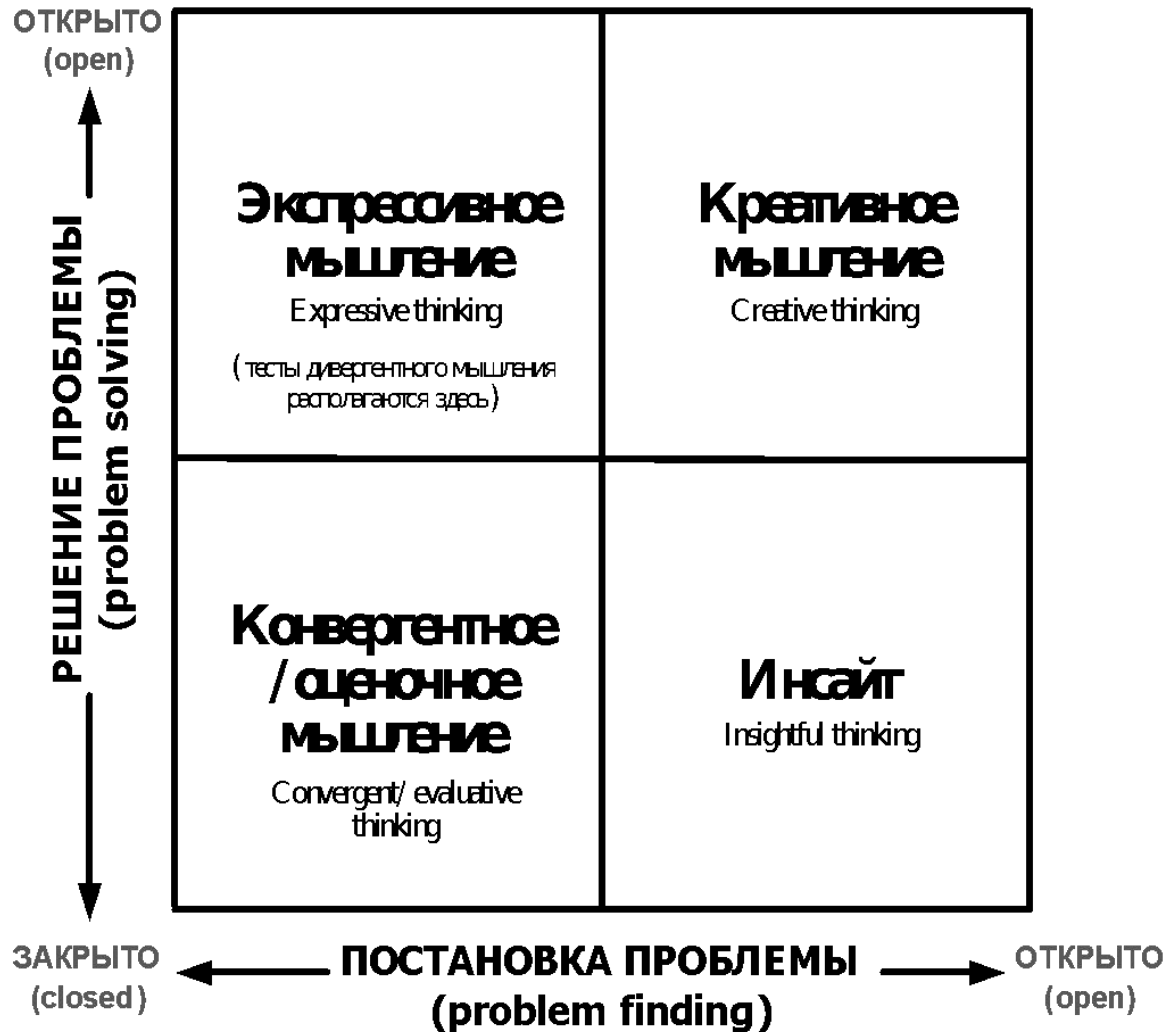 ОТКРЫТО
(open)
РЕШЕНИЕ ПРОБЛЕМЫ
(problem solving)
Экспрессивное
мышление
Expressive thinking
(тесты дивергентного мышления
располагаются здесь)
Креативное
мышление
Creative thinking
Конвергентное
/оценочное
мышление
Convergent/ evaluative
thinking
Инсайт
Insightful thinking
ЗАКРЫТО
(closed)
ПОСТАНОВКА ПРОБЛЕМЫ
(problem finding)
ОТКРЫТО
(open)